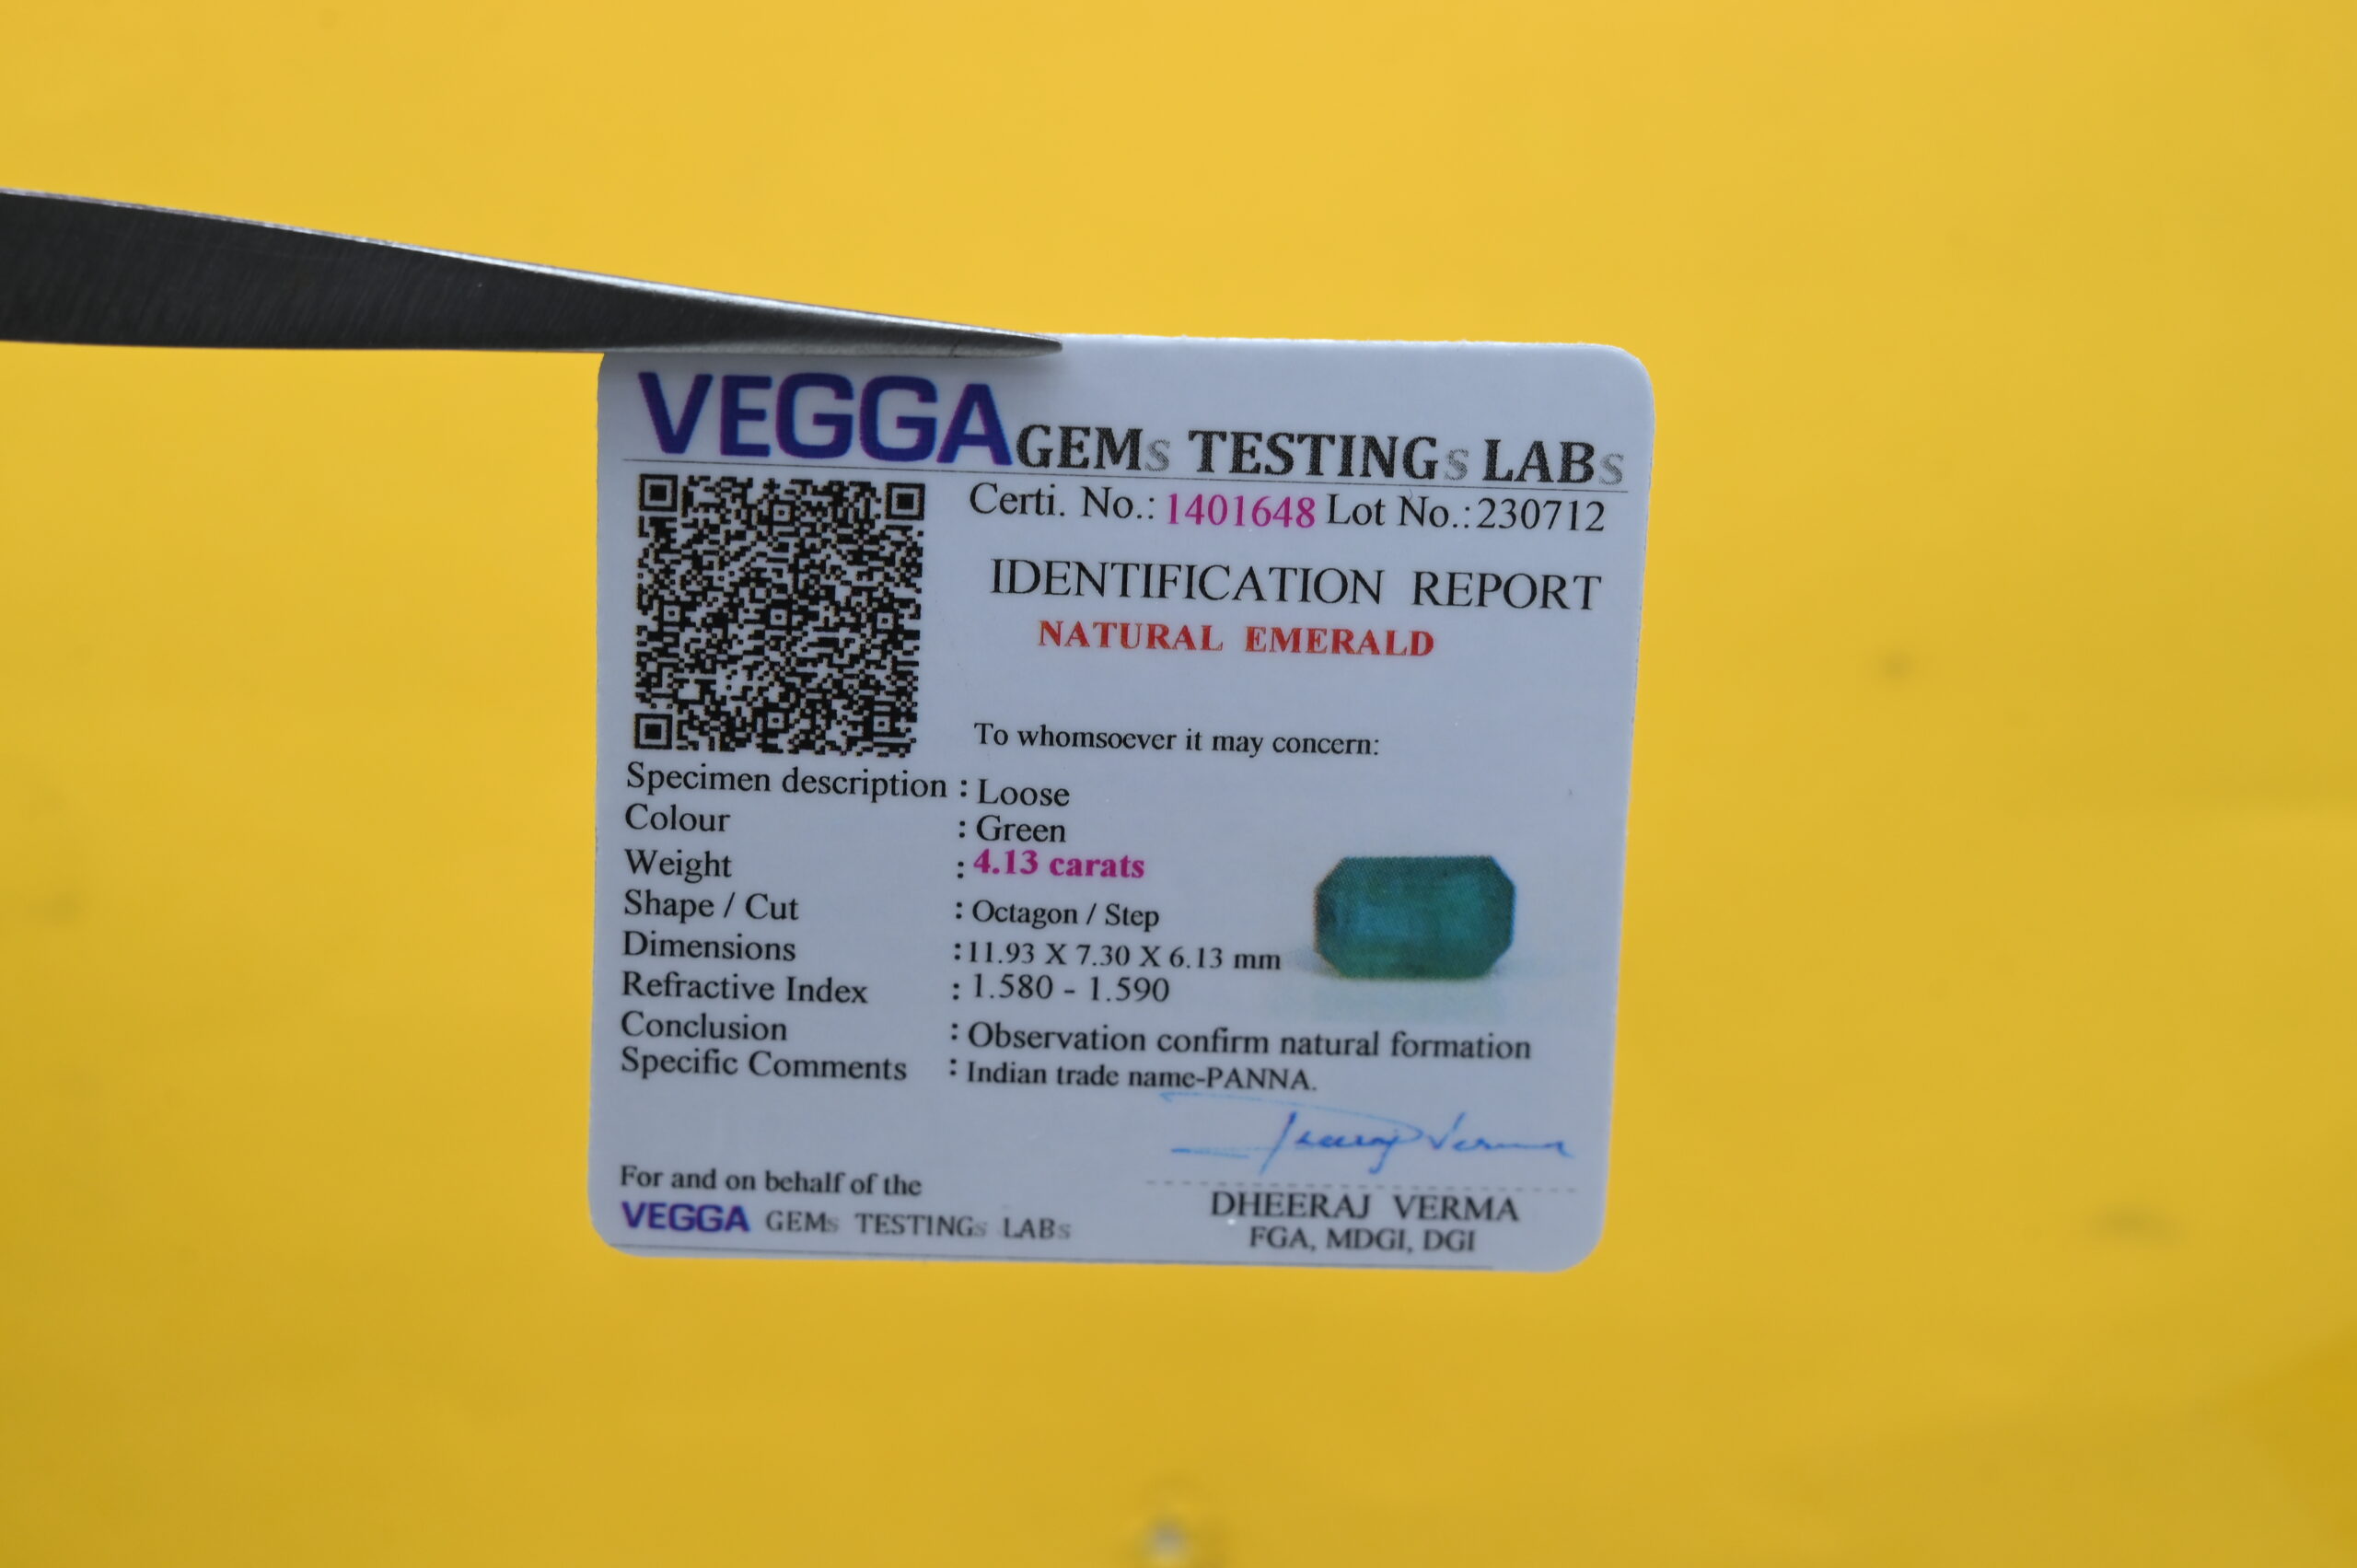 VEGGA GEMs TESTINGs LABs
Certi. No.: 1401648 Lot No.:230712
IDENTIFICATION REPORT
NATURAL EMERALD
To whomsoever it may concern:
Specimen description : Loose
Colour : Green
Weight : 4.13 carats
Shape / Cut : Octagon / Step
Dimensions :11.93 X 7.30 X 6.13 mm
Refractive Index : 1.580 - 1.590
Conclusion : Observation confirm natural formation
Specific Comments : Indian trade name-PANNA.
Dheeraj Verma
For and on behalf of the
VEGGA GEMs TESTINGs LABs
DHEERAJ VERMA
FGA, MDGI, DGI